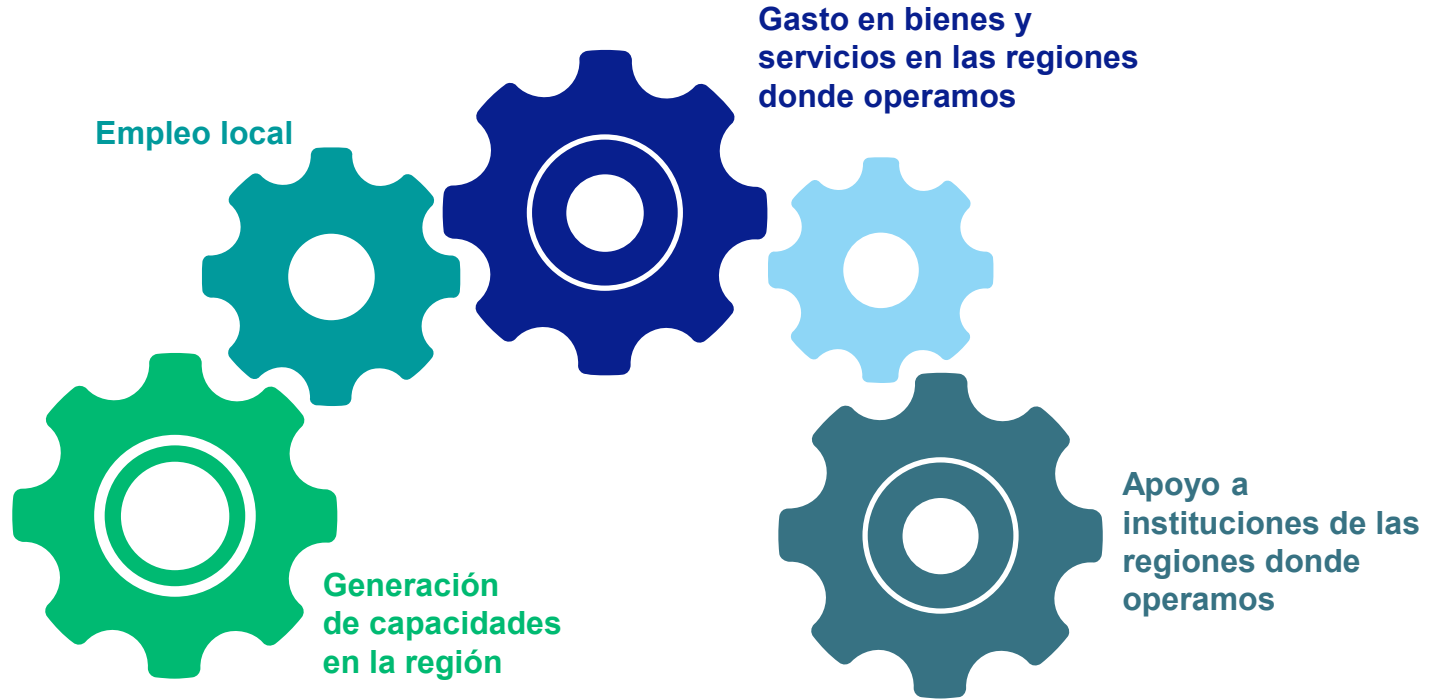 Gasto en bienes y
servicios en las regiones
donde operamos
Empleo local
Apoyo a
instituciones de las
regiones donde
operamos
Generación
de capacidades
en la región